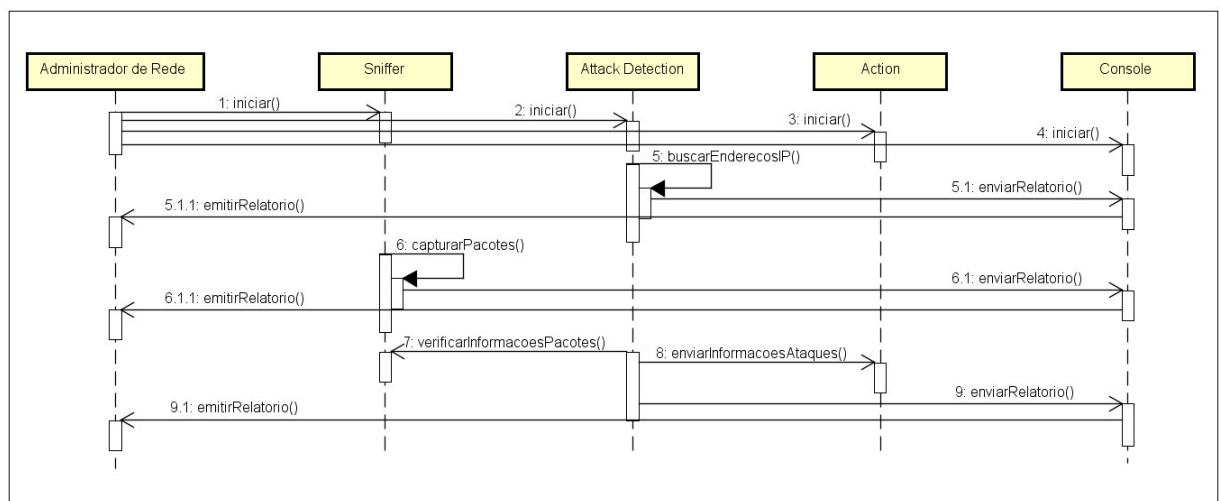 Administrador de Rede
Sniffer
Attack Detection
Action
Console
1: iniciar()
2: iniciar()
3: iniciar()
4: iniciar()
5: buscarEnderecosIP()
5.1: enviarRelatorio()
5.1.1: emitirRelatorio()
6: capturarPacotes()
6.1: enviarRelatorio()
6.1.1: emitirRelatorio()
7: verificarInformacoesPacotes()
8: enviarInformacoesAtaques()
9: enviarRelatorio()
9.1: emitirRelatorio()